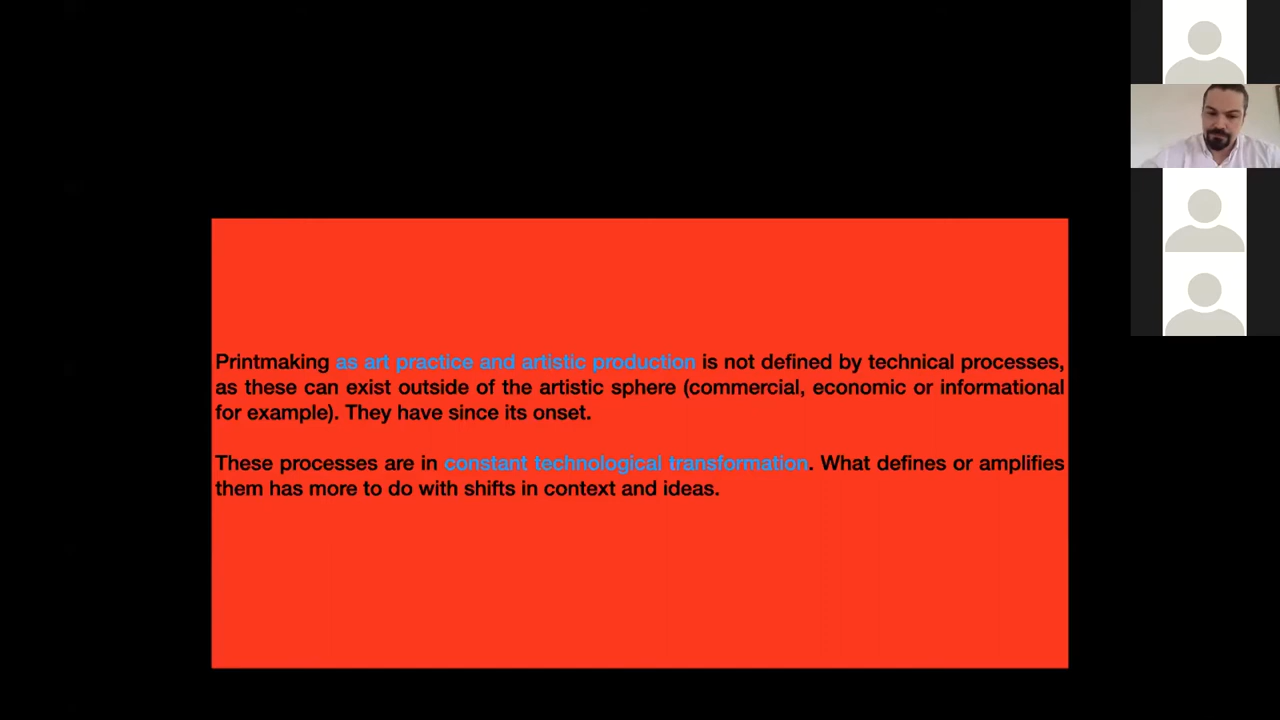 Printmaking as art practice and artistic production is not defined by technical processes,
as these can exist outside of the artistic sphere (commercial, economic or informational
for example). They have since its onset.
These processes are in constant technological transformation. What defines or amplifies
them has more to do with shifts in context and ideas.